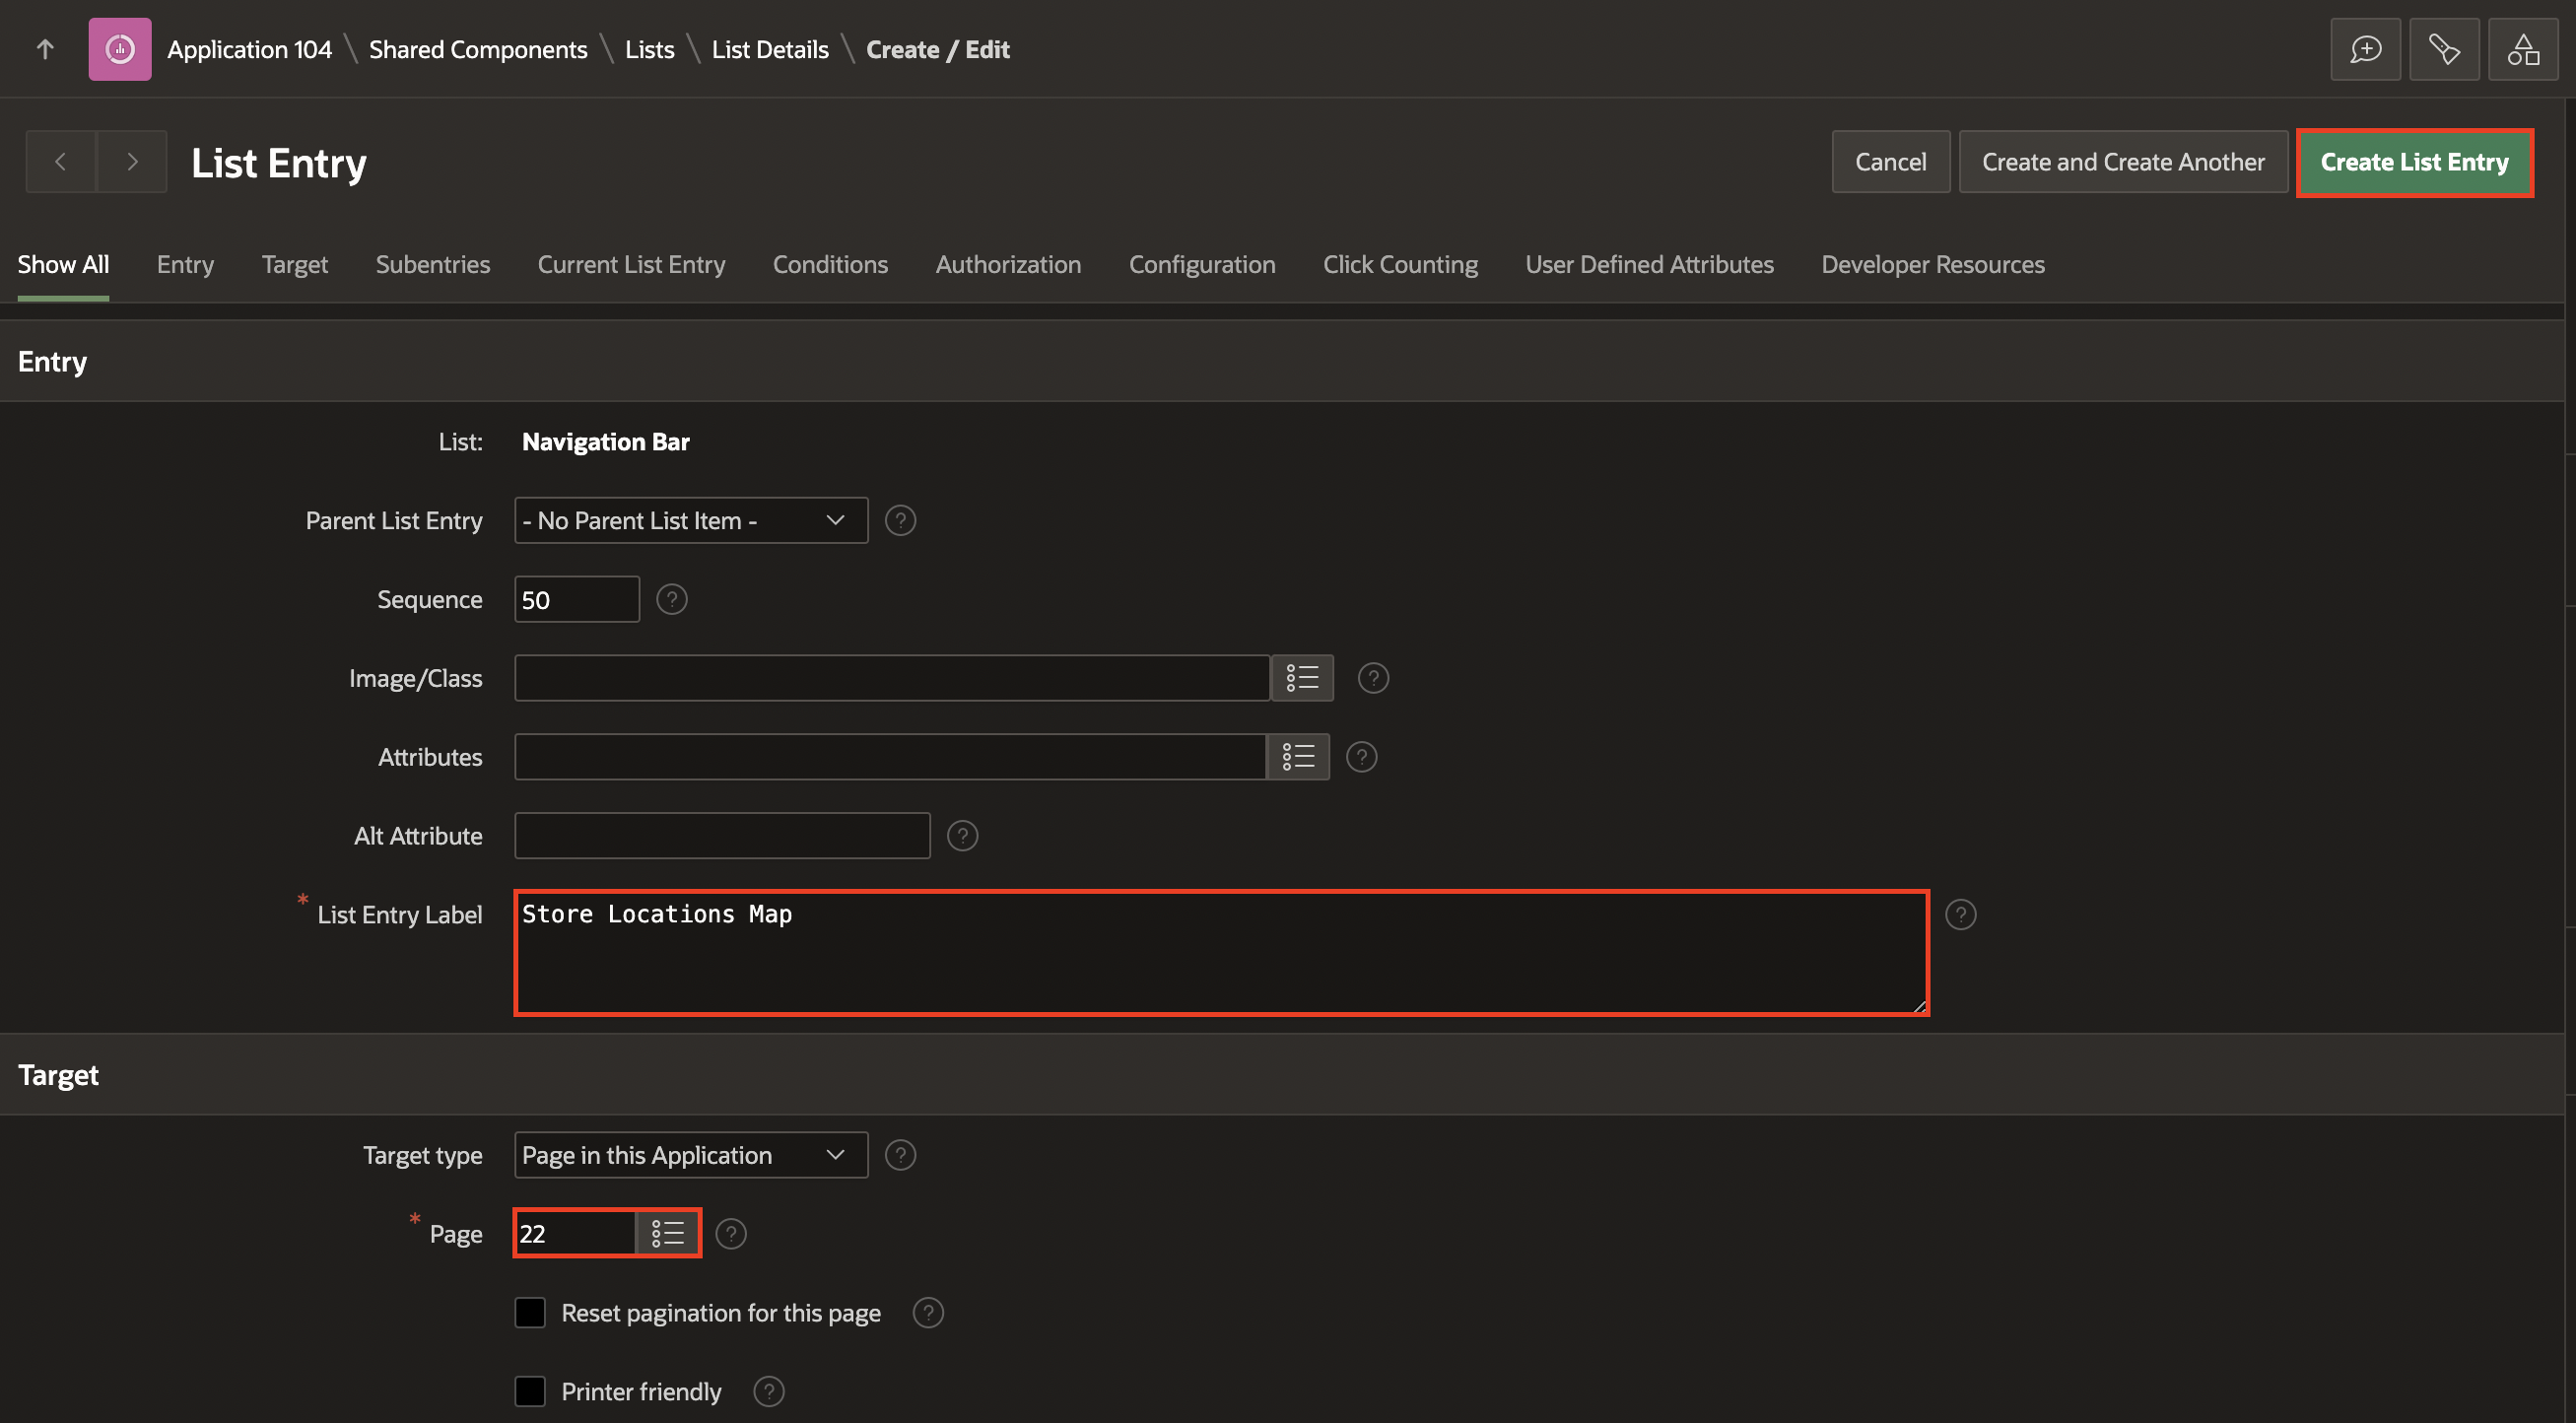 Application 104 \ Shared Components \ Lists \ List Details \ Create / Edit
List Entry
Cancel
Create and Create Another
Create List Entry
Show All Entry Target Subentries Current List Entry Conditions Authorization Configuration Click Counting User Defined Attributes Developer Resources
Entry
List: Navigation Bar
Parent List Entry - No Parent List Item - ?
Sequence 50 ?
Image/Class ?
Attributes ?
Alt Attribute ?
* List Entry Label Store Locations Map ?
Target
Target type Page in this Application ?
* Page 22 ?
Reset pagination for this page ?
Printer friendly ?